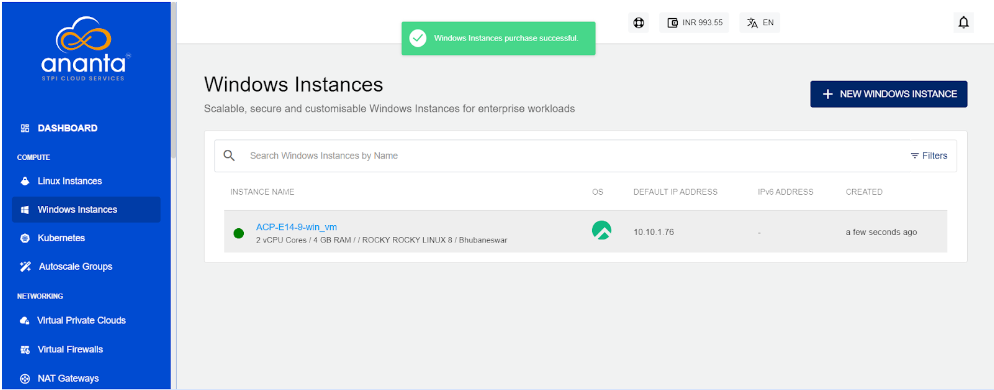 ananta
STPI CLOUD SERVICES
DASHBOARD
COMPUTE
Linux Instances
Windows Instances
Kubernetes
Autoscale Groups
NETWORKING
Virtual Private Clouds
Virtual Firewalls
NAT Gateways
Windows Instances purchase successful.
INR 993.55
EN
Windows Instances
Scalable, secure and customisable Windows Instances for enterprise workloads
NEW WINDOWS INSTANCE
Search Windows Instances by Name
Filters
INSTANCE NAME OS DEFAULT IP ADDRESS IPv6 ADDRESS CREATED
ACP-E14-9-win_vm
2 vCPU Cores / 4 GB RAM / / ROCKY ROCKY LINUX 8 / Bhubaneswar
10.10.1.76 - a few seconds ago